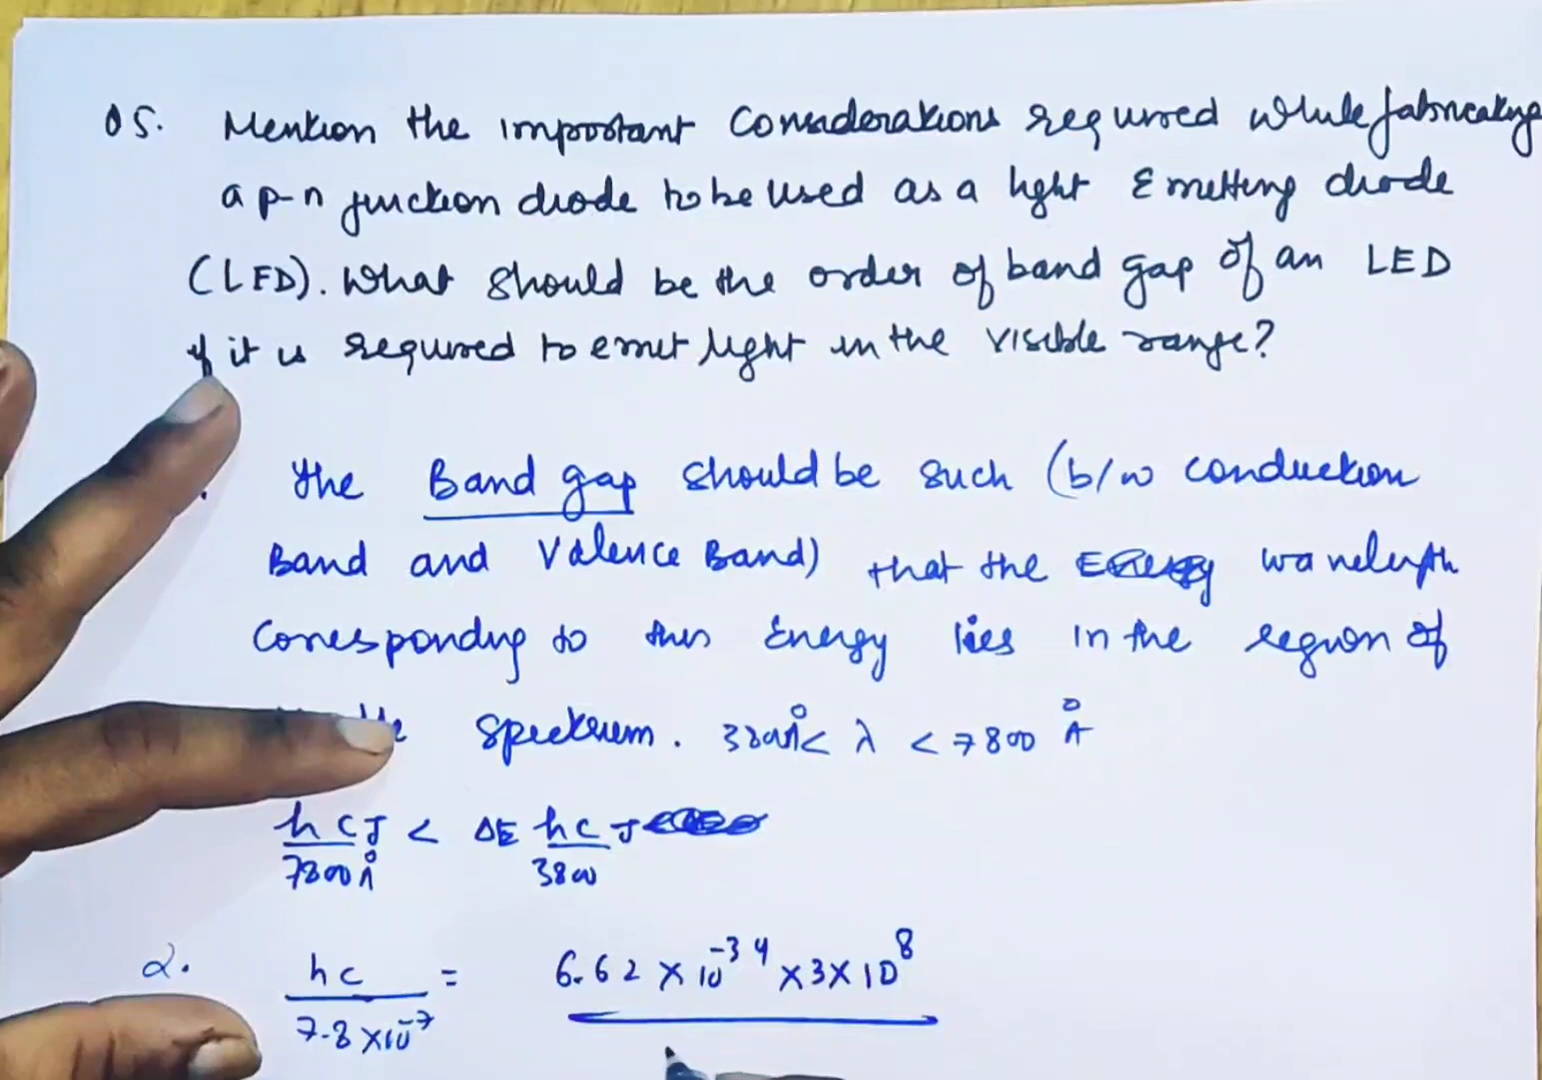 05. Mention the important Considerations required while fabricating
a p-n junction diode to be used as a light Emitting diode
(LED). What should be the order of band gap of an LED
if it is required to emit light in the visible range?
the Band gap should be such (b/w conduction
Band and Valence Band) that the wavelength
Corresponding to this Energy lies in the region of
spectrum. 3800Å < λ < 7800 Å
hc J < ΔE hc J
7800 Å 3800
2. hc = 6.62 × 10⁻³⁴ × 3 × 10⁸
7.8 × 10⁻⁷